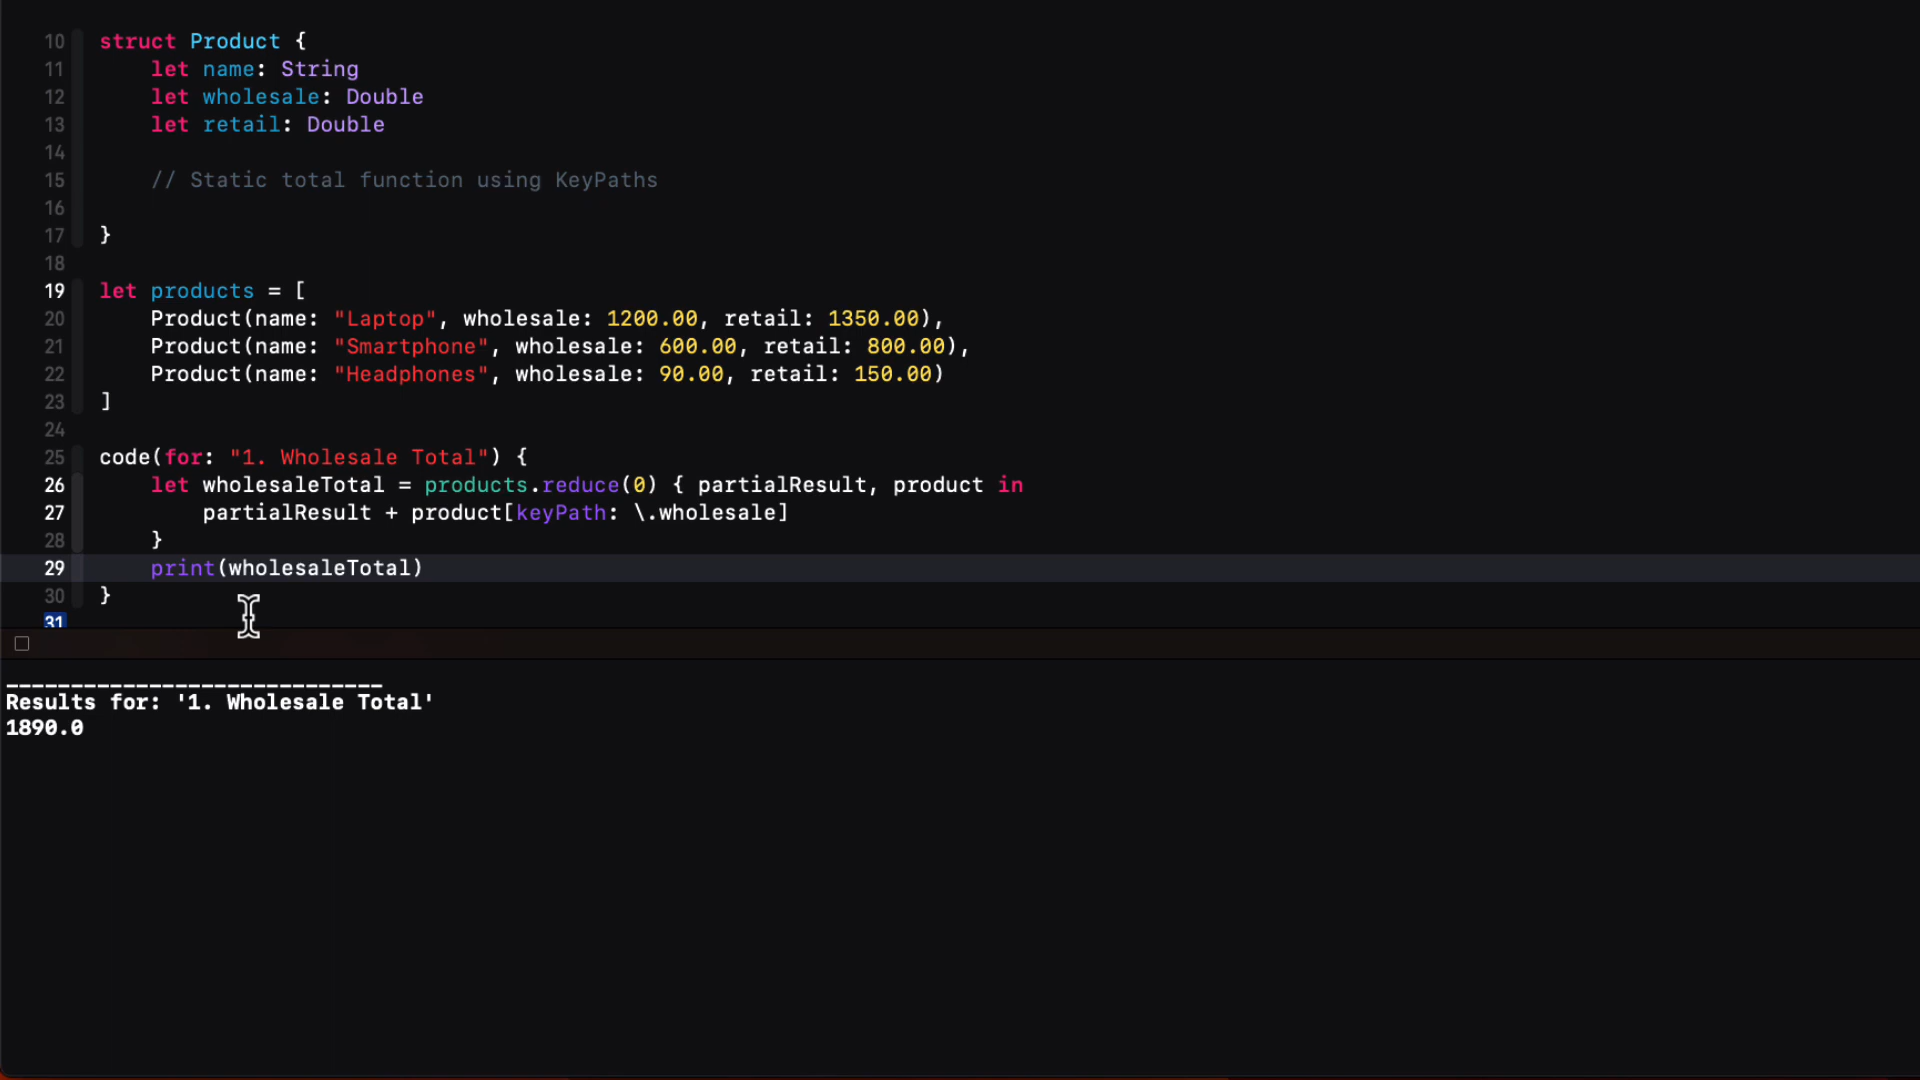 10 struct Product {
11 let name: String
12 let wholesale: Double
13 let retail: Double
14
15 // Static total function using KeyPaths
16
17 }
18
19 let products = [
20 Product(name: "Laptop", wholesale: 1200.00, retail: 1350.00),
21 Product(name: "Smartphone", wholesale: 600.00, retail: 800.00),
22 Product(name: "Headphones", wholesale: 90.00, retail: 150.00)
23 ]
24
25 code(for: "1. Wholesale Total") {
26 let wholesaleTotal = products.reduce(0) { partialResult, product in
27 partialResult + product[keyPath: \.wholesale]
28 }
29 print(wholesaleTotal)
30 }
31
_____________________________
Results for: '1. Wholesale Total'
1890.0